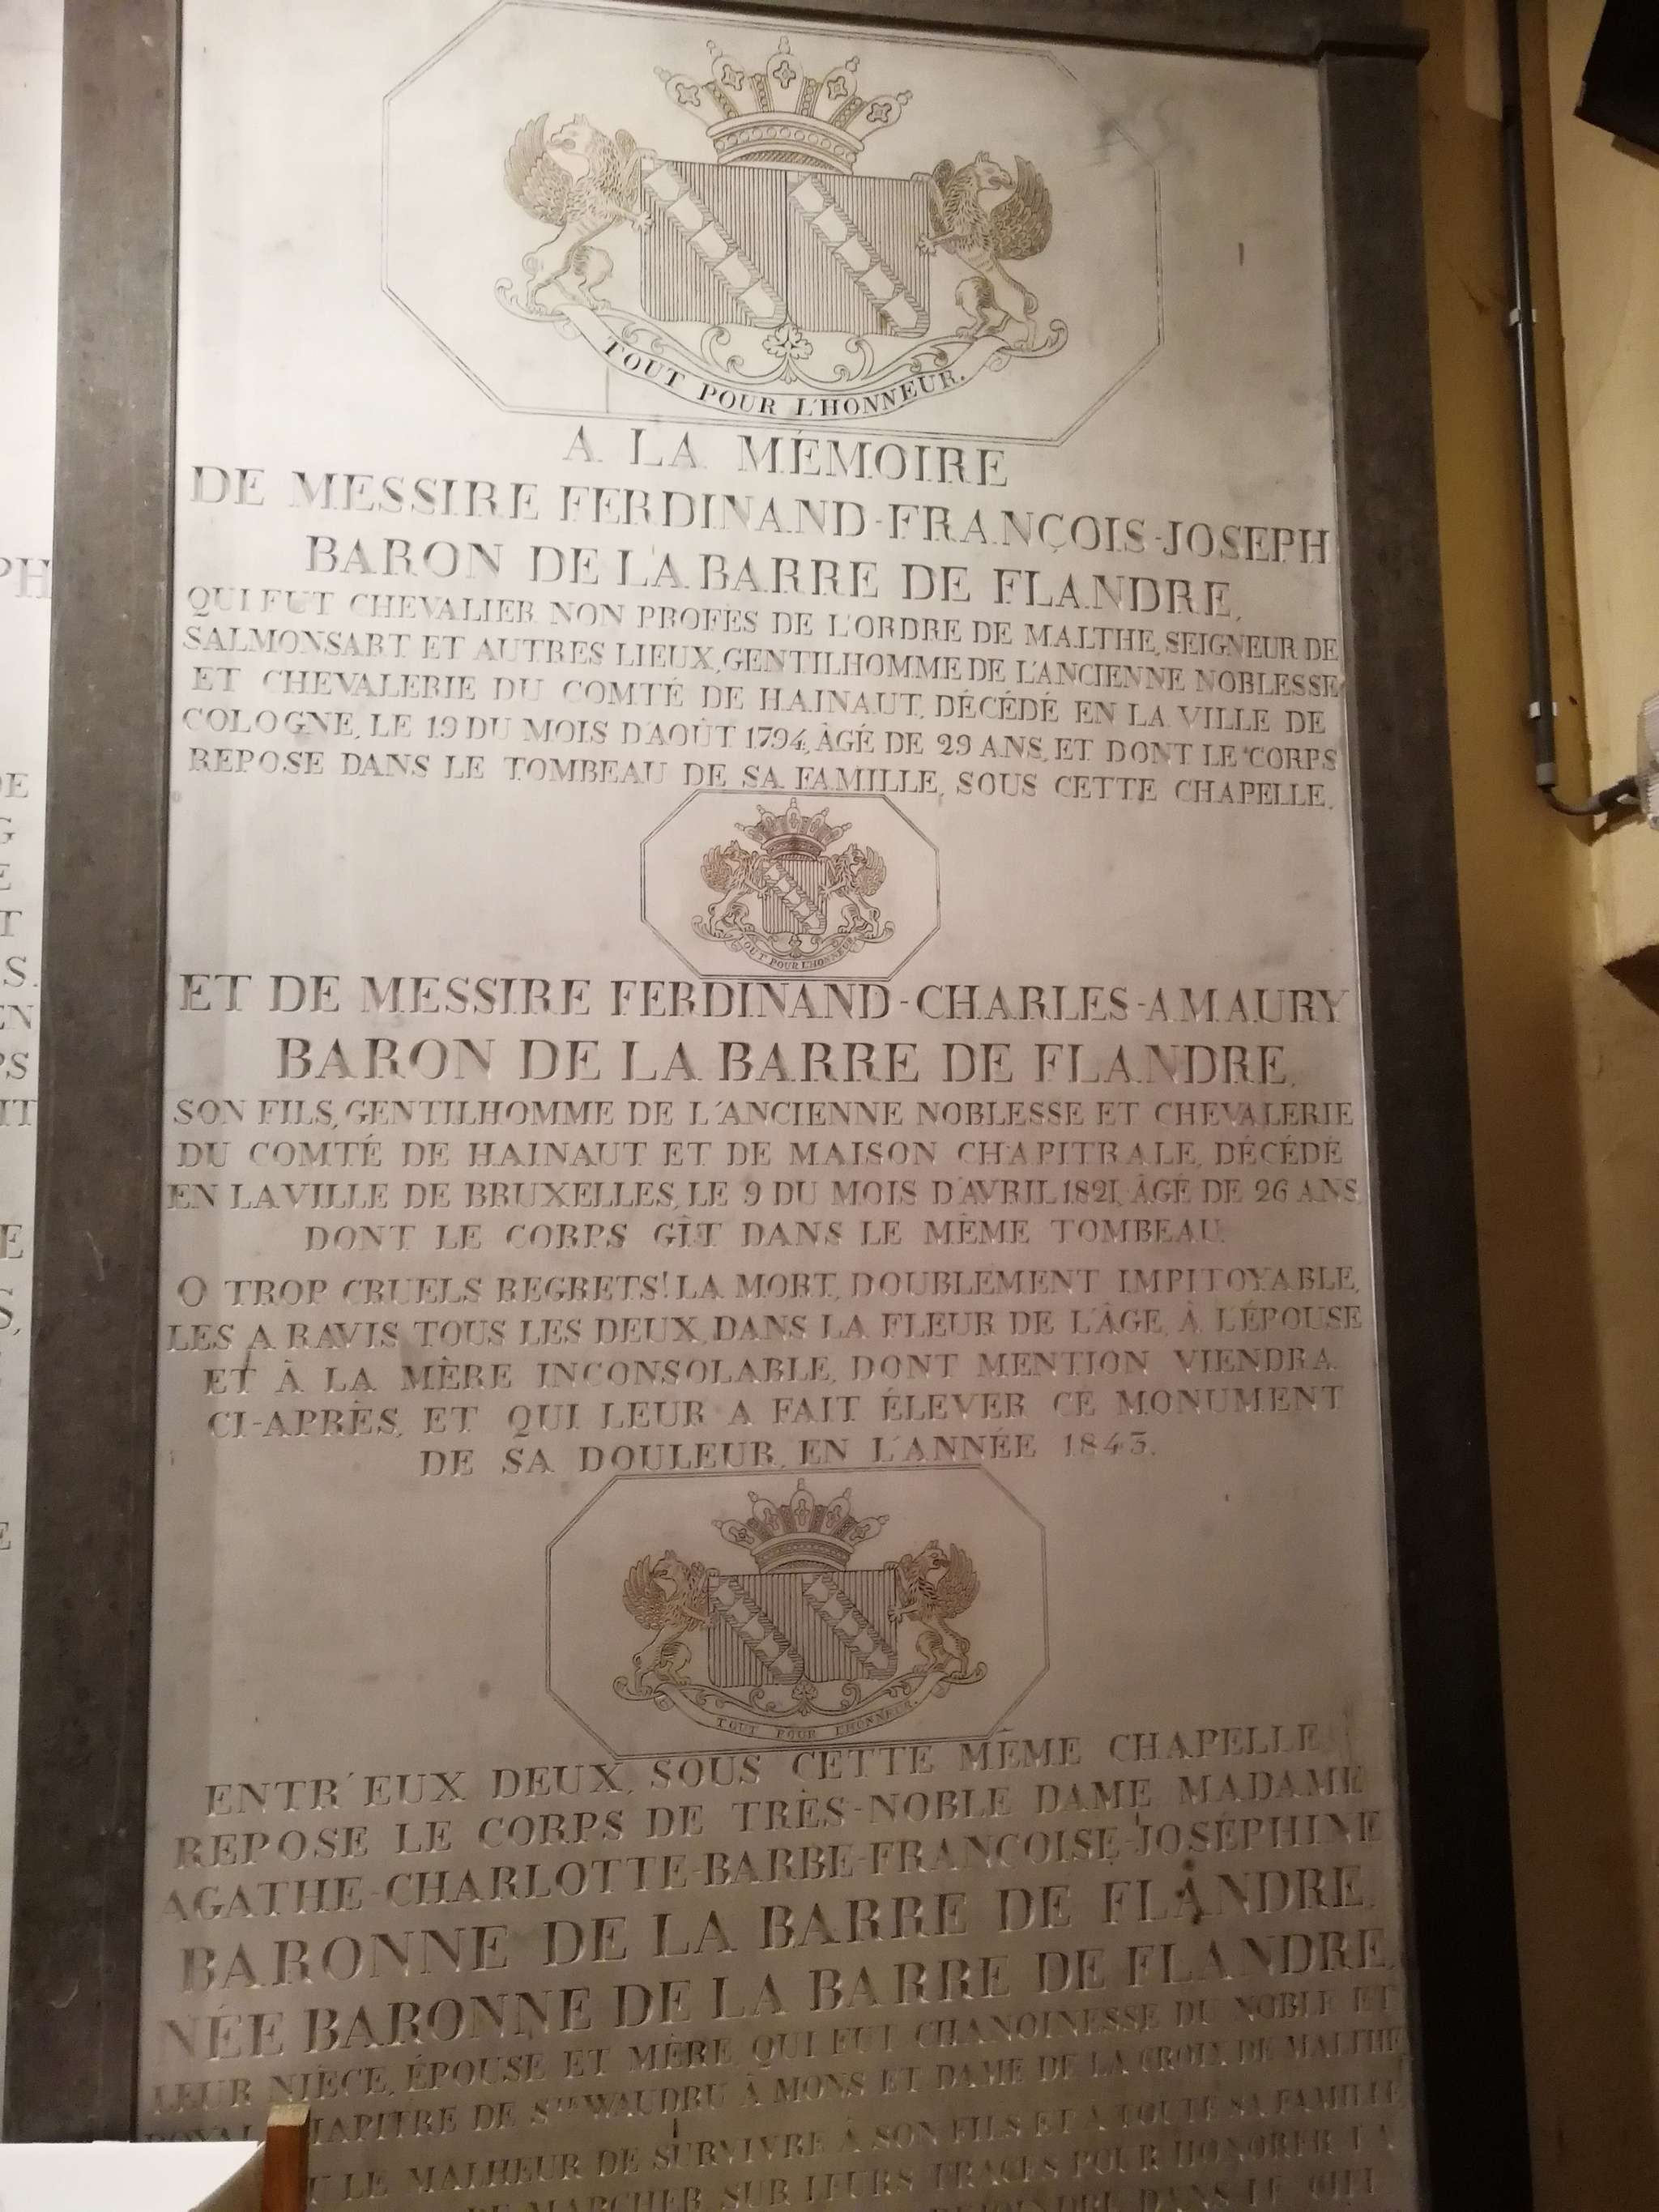 TOUT POUR L'HONNEUR.
A LA MÉMOIRE
DE MESSIRE FERDINAND-FRANÇOIS-JOSEPH
BARON DE LA BARRE DE FLANDRE,
QUI FUT CHEVALIER NON PROFÈS DE L'ORDRE DE MALTHE, SEIGNEUR DE
SALMONSART ET AUTRES LIEUX, GENTILHOMME DE L'ANCIENNE NOBLESSE
ET CHEVALERIE DU COMTÉ DE HAINAUT, DÉCÉDÉ EN LA VILLE DE
COLOGNE, LE 19 DU MOIS D'AOÛT 1794, ÂGÉ DE 29 ANS, ET DONT LE CORPS
REPOSE DANS LE TOMBEAU DE SA FAMILLE, SOUS CETTE CHAPELLE.
TOUT POUR L'HONNEUR
ET DE MESSIRE FERDINAND-CHARLES-AMAURY
BARON DE LA BARRE DE FLANDRE,
SON FILS, GENTILHOMME DE L'ANCIENNE NOBLESSE ET CHEVALERIE
DU COMTÉ DE HAINAUT ET DE MAISON CHAPITRALE, DÉCÉDÉ
EN LA VILLE DE BRUXELLES, LE 9 DU MOIS D'AVRIL 1821, ÂGÉ DE 26 ANS
DONT LE CORPS GÎT DANS LE MÊME TOMBEAU.
O TROP CRUELS REGRETS! LA MORT, DOUBLEMENT IMPITOYABLE,
LES A RAVIS TOUS LES DEUX, DANS LA FLEUR DE L'ÂGE, À L'ÉPOUSE
ET À LA MÈRE INCONSOLABLE, DONT MENTION VIENDRA
CI-APRÈS, ET QUI LEUR A FAIT ÉLEVER CE MONUMENT
DE SA DOULEUR, EN L'ANNÉE 1843.
TOUT POUR L'HONNEUR.
ENTR'EUX DEUX, SOUS CETTE MÊME CHAPELLE
REPOSE LE CORPS DE TRÈS-NOBLE DAME MADAME
AGATHE-CHARLOTTE-BARBE-FRANÇOISE-JOSÉPHINE
BARONNE DE LA BARRE DE FLANDRE,
NÉE BARONNE DE LA BARRE DE FLANDRE,
LEUR NIÈCE, ÉPOUSE ET MÈRE, QUI FUT CHANOINESSE DU NOBLE ET
ROYAL CHAPITRE DE STE WAUDRU À MONS ET DAME DE LA CROIX DE MALTHE
LE MALHEUR DE SURVIVRE À SON FILS ET À TOUTE SA FAMILLE,
DE MARCHER SUR LEURS TRACES POUR HONORER LA
REJOINDRE DANS LE CIEL